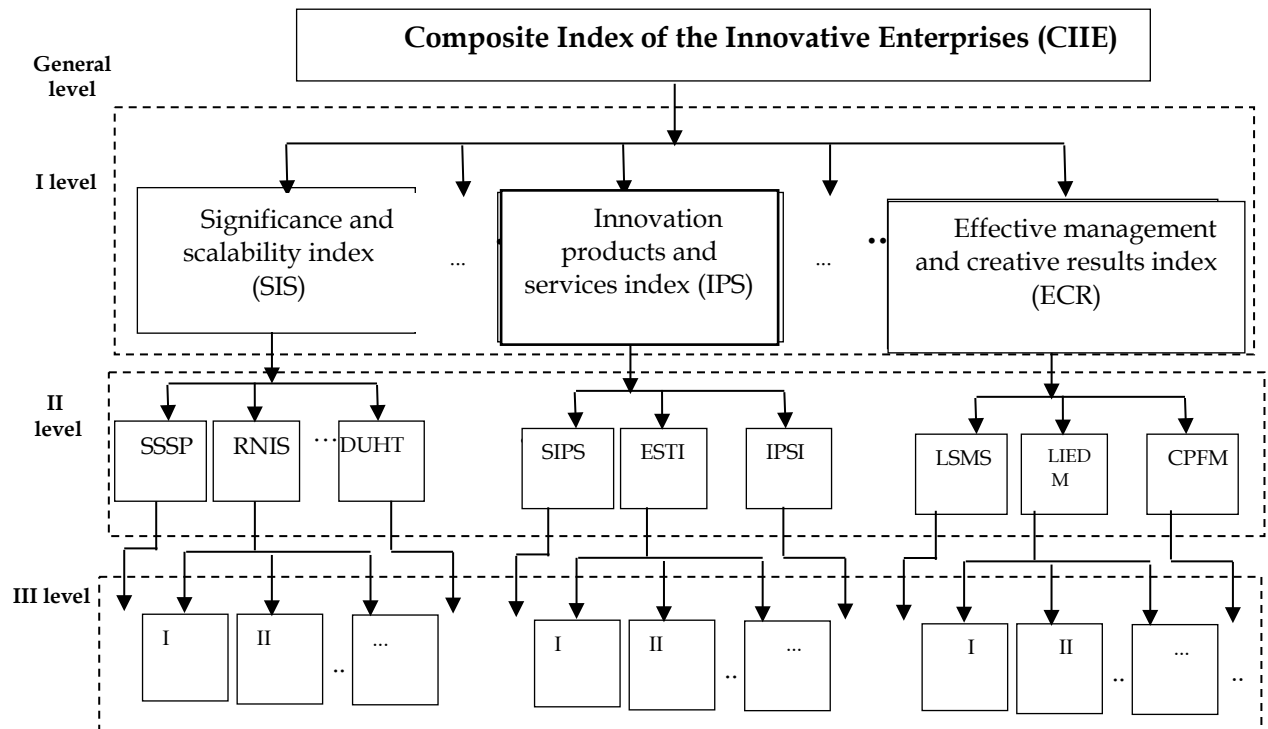 Composite Index of the Innovative Enterprises (CIIE)
General
level
I level
Significance and
scalability index
(SIS)
...
Innovation
products and
services index (IPS)
...
..
Effective management
and creative results index
(ECR)
II
level
SSSP
RNIS
...
DUHT
SIPS
ESTI
IPSI
LSMS
LIED
M
CPFM
III level
I
II
..
...
I
II
..
...
I
II
..
...
..